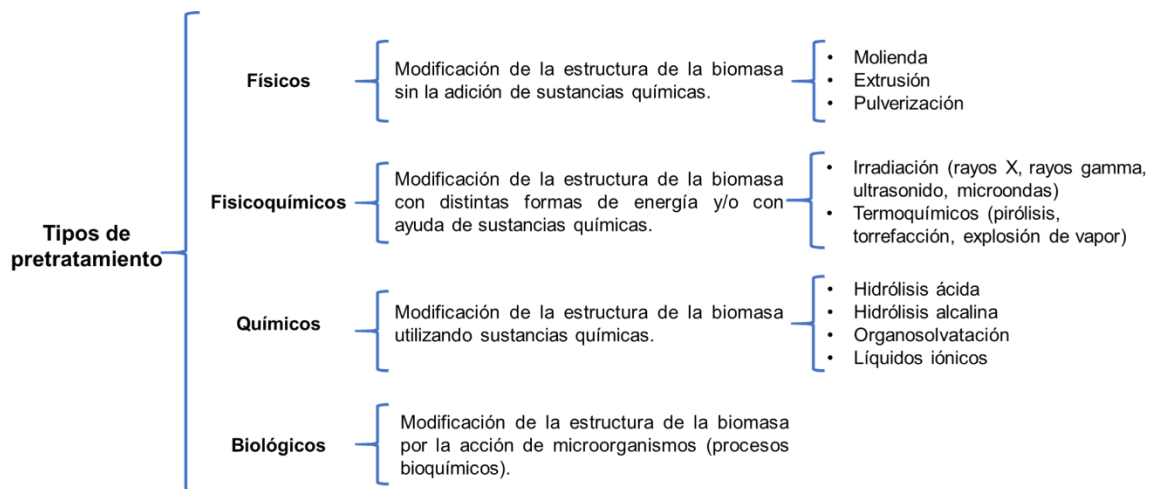 Tipos de
pretratamiento
Físicos
Modificación de la estructura de la biomasa
sin la adición de sustancias químicas.
• Molienda
• Extrusión
• Pulverización
Fisicoquímicos
Modificación de la estructura de la biomasa
con distintas formas de energía y/o con
ayuda de sustancias químicas.
• Irradiación (rayos X, rayos gamma,
ultrasonido, microondas)
• Termoquímicos (pirólisis,
torrefacción, explosión de vapor)
Químicos
Modificación de la estructura de la biomasa
utilizando sustancias químicas.
• Hidrólisis ácida
• Hidrólisis alcalina
• Organosolvatación
• Líquidos iónicos
Biológicos
Modificación de la estructura de la biomasa
por la acción de microorganismos (procesos
bioquímicos).